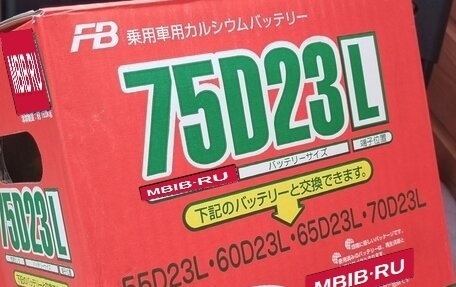 FB 乗用車用カルシウムバッテリー
MBIB.RU
75D23L
バッテリーサイズ 端子位置
MBIB.RU
下記のバッテリーと交換できます。
55D23L・60D23L・65D23L・70D23L
75D23L
MBIB.RU